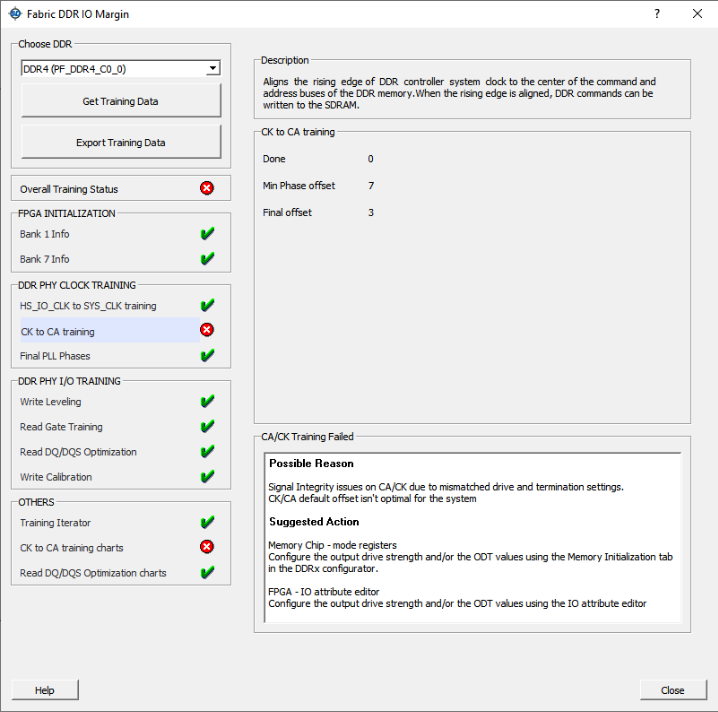 Fabric DDR IO Margin
?
Choose DDR
DDR4 (PF_DDR4_C0_0)
Get Training Data
Export Training Data
Overall Training Status
FPGA INITIALIZATION
Bank 1 Info
Bank 7 Info
DDR PHY CLOCK TRAINING
HS_IO_CLK to SYS_CLK training
CK to CA training
Final PLL Phases
DDR PHY I/O TRAINING
Write Leveling
Read Gate Training
Read DQ/DQS Optimization
Write Calibration
OTHERS
Training Iterator
CK to CA training charts
Read DQ/DQS Optimization charts
Description
Aligns the rising edge of DDR controller system clock to the center of the command and
address buses of the DDR memory.When the rising edge is aligned, DDR commands can be
written to the SDRAM.
CK to CA training
Done 0
Min Phase offset 7
Final offset 3
CA/CK Training Failed
Possible Reason
Signal Integrity issues on CA/CK due to mismatched drive and termination settings.
CK/CA default offset isn't optimal for the system
Suggested Action
Memory Chip - mode registers
Configure the output drive strength and/or the ODT values using the Memory Initialization tab
in the DDRx configurator.
FPGA - IO attribute editor
Configure the output drive strength and/or the ODT values using the IO attribute editor
Help
Close